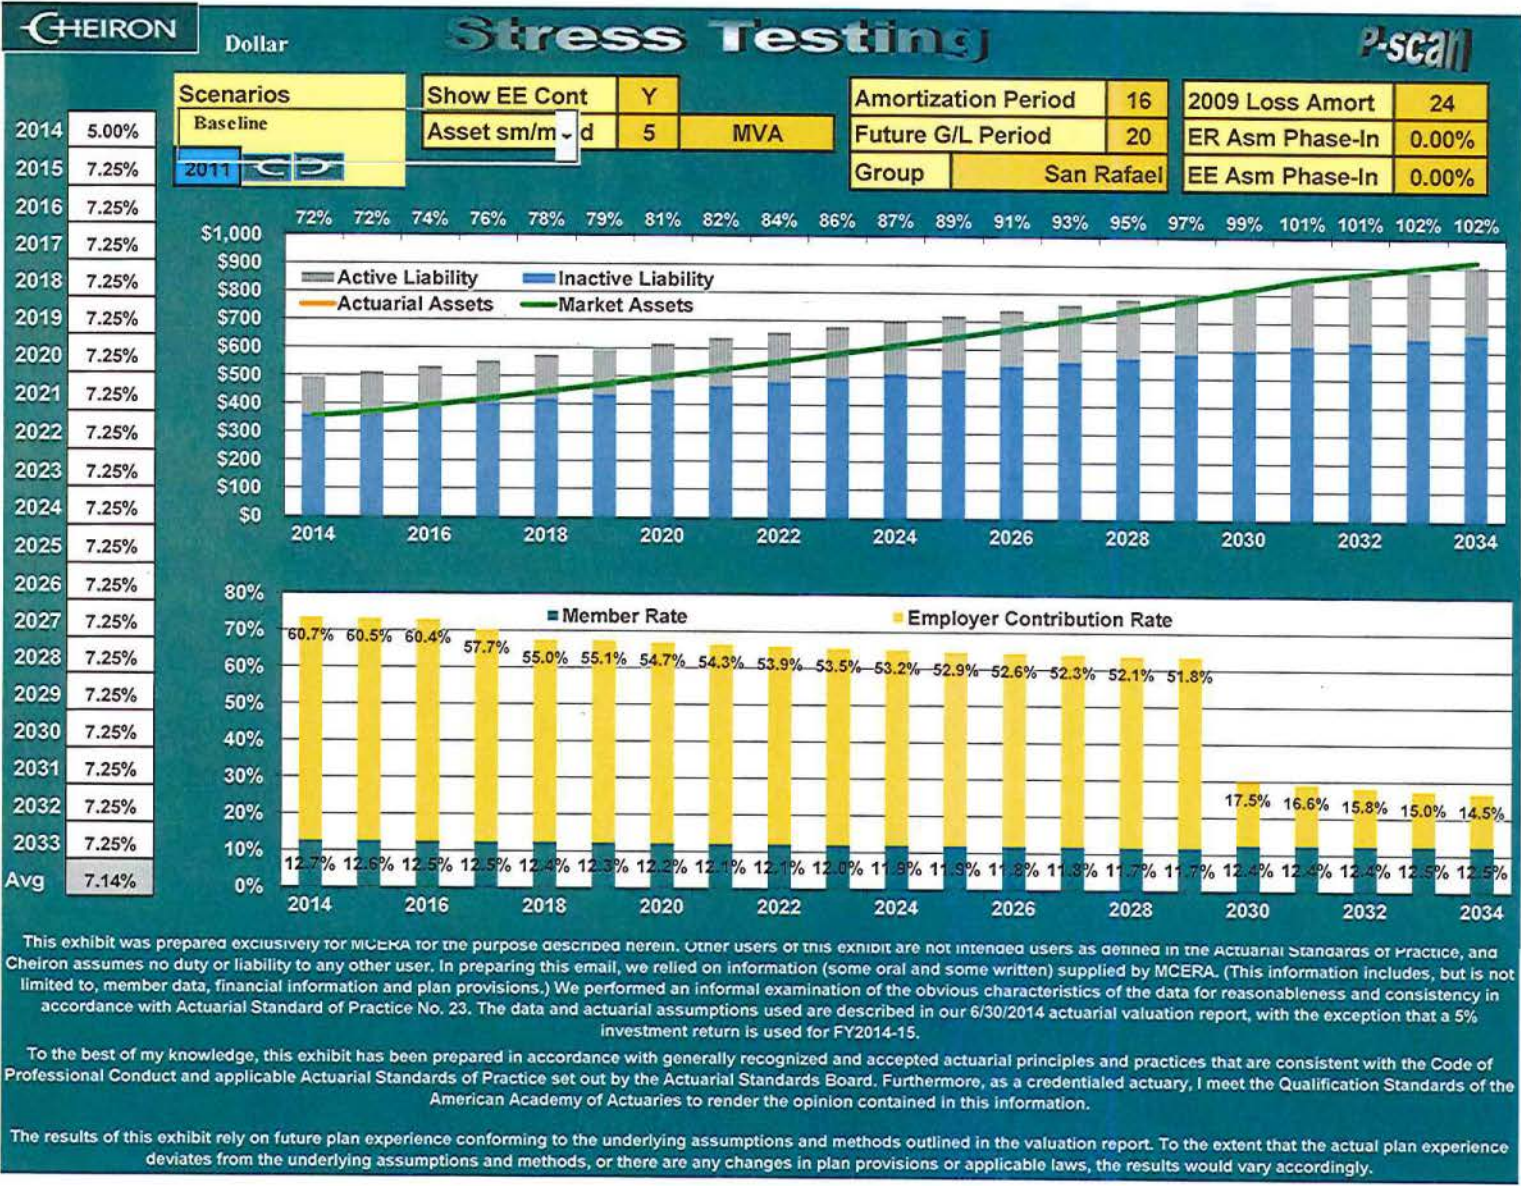 CHEIRON
Dollar
Stress Testing
P-scan
Scenarios
Baseline
2011
Show EE Cont Y
Asset sm/m d 5 MVA
Amortization Period 16
Future G/L Period 20
Group San Rafael
2009 Loss Amort 24
ER Asm Phase-In 0.00%
EE Asm Phase-In 0.00%
2014 5.00%
2015 7.25%
2016 7.25%
2017 7.25%
2018 7.25%
2019 7.25%
2020 7.25%
2021 7.25%
2022 7.25%
2023 7.25%
2024 7.25%
2025 7.25%
2026 7.25%
2027 7.25%
2028 7.25%
2029 7.25%
2030 7.25%
2031 7.25%
2032 7.25%
2033 7.25%
Avg 7.14%
72% 72% 74% 76% 78% 79% 81% 82% 84% 86% 87% 89% 91% 93% 95% 97% 99% 101% 101% 102% 102%
$1,000
$900
$800
$700
$600
$500
$400
$300
$200
$100
$0
Active Liability Inactive Liability
Actuarial Assets Market Assets
2014 2016 2018 2020 2022 2024 2026 2028 2030 2032 2034
80%
70%
60%
50%
40%
30%
20%
10%
0%
Member Rate Employer Contribution Rate
60.7% 60.5% 60.4% 57.7% 55.0% 55.1% 54.7% 54.3% 53.9% 53.5% 53.2% 52.9% 52.6% 52.3% 52.1% 51.8% 17.5% 16.6% 15.8% 15.0% 14.5%
12.7% 12.6% 12.5% 12.5% 12.4% 12.3% 12.2% 12.1% 12.1% 12.0% 11.9% 11.9% 11.8% 11.8% 11.7% 11.7% 12.4% 12.4% 12.4% 12.5% 12.5%
2014 2016 2018 2020 2022 2024 2026 2028 2030 2032 2034
This exhibit was prepared exclusively for MCERA for the purpose described herein. Other users of this exhibit are not intended users as defined in the Actuarial Standards of Practice, and
Cheiron assumes no duty or liability to any other user. In preparing this email, we relied on information (some oral and some written) supplied by MCERA. (This information includes, but is not
limited to, member data, financial information and plan provisions.) We performed an informal examination of the obvious characteristics of the data for reasonableness and consistency in
accordance with Actuarial Standard of Practice No. 23. The data and actuarial assumptions used are described in our 6/30/2014 actuarial valuation report, with the exception that a 5%
investment return is used for FY2014-15.
To the best of my knowledge, this exhibit has been prepared in accordance with generally recognized and accepted actuarial principles and practices that are consistent with the Code of
Professional Conduct and applicable Actuarial Standards of Practice set out by the Actuarial Standards Board. Furthermore, as a credentialed actuary, I meet the Qualification Standards of the
American Academy of Actuaries to render the opinion contained in this information.
The results of this exhibit rely on future plan experience conforming to the underlying assumptions and methods outlined in the valuation report. To the extent that the actual plan experience
deviates from the underlying assumptions and methods, or there are any changes in plan provisions or applicable laws, the results would vary accordingly.